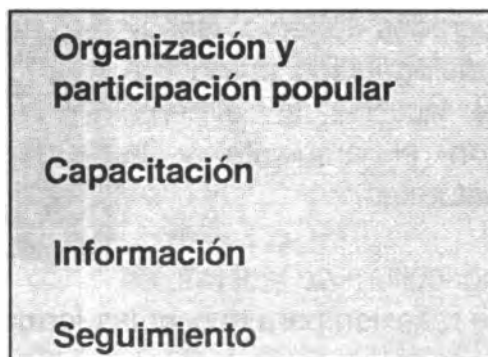 Organización y
participación popular
Capacitación
Información
Seguimiento